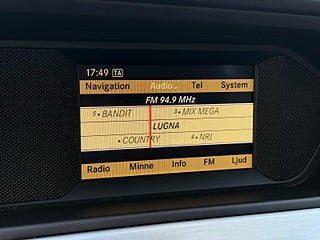 17:49 TA
Navigation Audio Tel System
FM 94.9 MHz
5•BANDIT 3•MIX MEGA
LUGNA
•COUNTRY 4•NRJ
Radio Minne Info FM Ljud